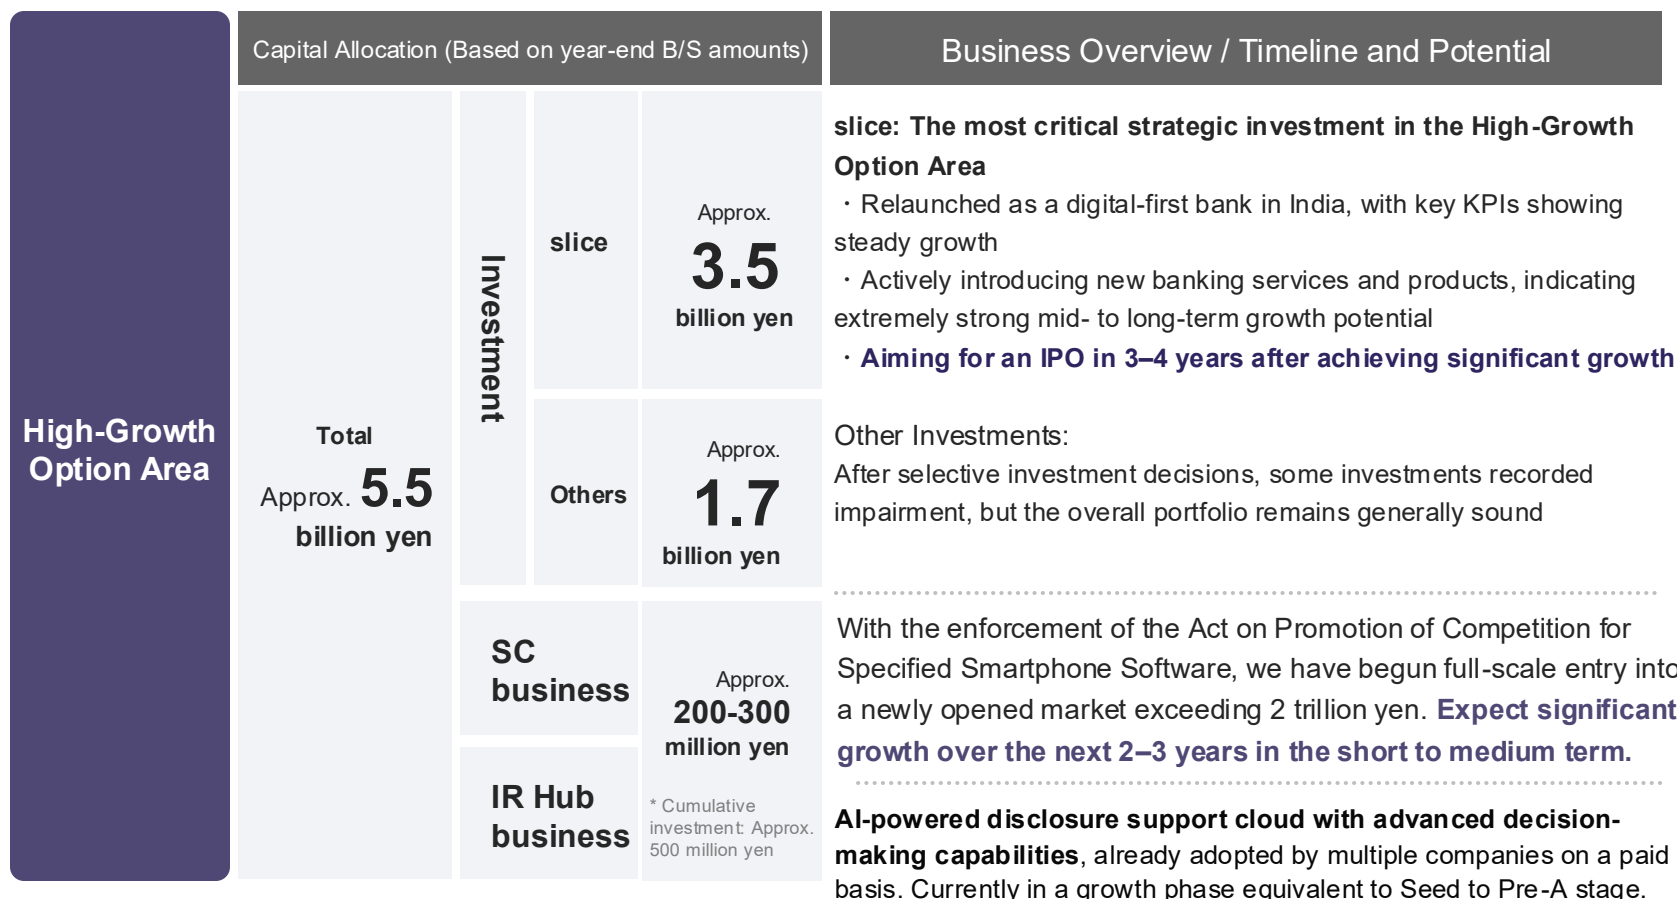 Capital Allocation (Based on year-end B/S amounts)
Business Overview / Timeline and Potential
High-Growth
Option Area
Total
Approx. 5.5
billion yen
Investment
slice
Approx.
3.5
billion yen
slice: The most critical strategic investment in the High-Growth
Option Area
・Relaunched as a digital-first bank in India, with key KPIs showing
steady growth
・Actively introducing new banking services and products, indicating
extremely strong mid- to long-term growth potential
・Aiming for an IPO in 3–4 years after achieving significant growth
Others
Approx.
1.7
billion yen
Other Investments:
After selective investment decisions, some investments recorded
impairment, but the overall portfolio remains generally sound
SC
business
Approx.
200-300
million yen
With the enforcement of the Act on Promotion of Competition for
Specified Smartphone Software, we have begun full-scale entry into
a newly opened market exceeding 2 trillion yen. Expect significant
growth over the next 2–3 years in the short to medium term.
IR Hub
business
* Cumulative
investment: Approx.
500 million yen
AI-powered disclosure support cloud with advanced decision-
making capabilities, already adopted by multiple companies on a paid
basis. Currently in a growth phase equivalent to Seed to Pre-A stage.